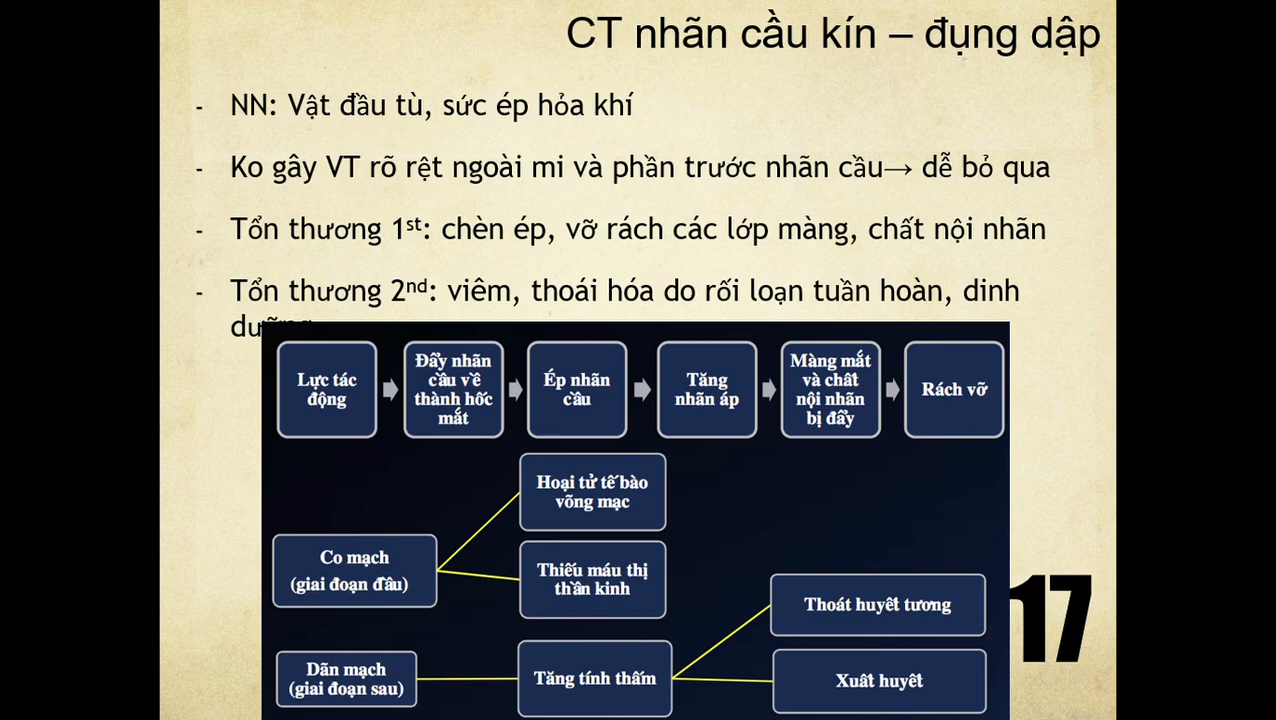 CT nhãn cầu kín – đụng dập
- NN: Vật đầu tù, sức ép hỏa khí
- Ko gây VT rõ rệt ngoài mi và phần trước nhãn cầu→ dễ bỏ qua
- Tổn thương 1st: chèn ép, vỡ rách các lớp màng, chất nội nhãn
- Tổn thương 2nd: viêm, thoái hóa do rối loạn tuần hoàn, dinh
dưỡng
Lực tác
động
Đẩy nhãn
cầu về
thành hốc
mắt
Ép nhãn
cầu
Tăng
nhãn áp
Màng mắt
và chất
nội nhãn
bị đẩy
Rách vỡ
Co mạch
(giai đoạn đầu)
Hoại tử tế bào
võng mạc
Thiếu máu thị
thần kinh
Dãn mạch
(giai đoạn sau)
Tăng tính thấm
Thoát huyết tương
Xuất huyết
17